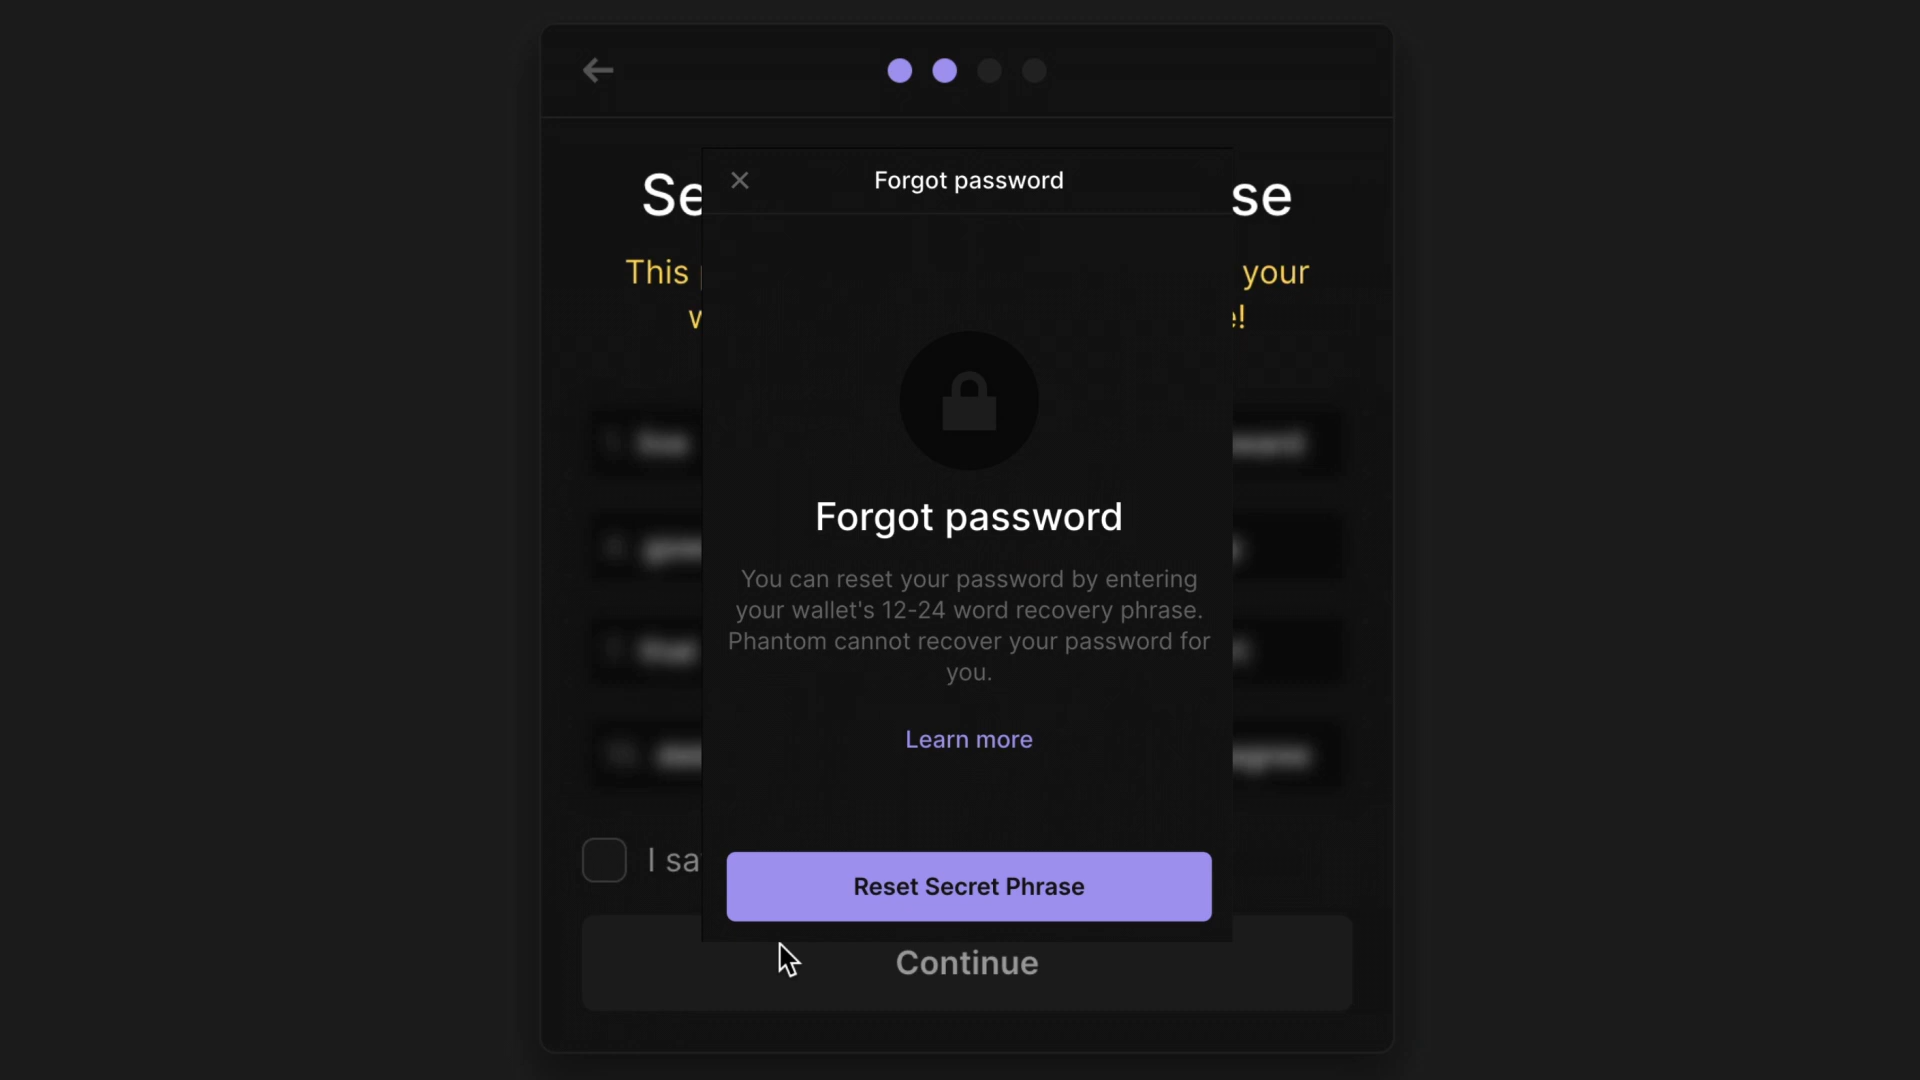 Forgot password
Se
se
This
your
e!
Forgot password
You can reset your password by entering
your wallet's 12-24 word recovery phrase.
Phantom cannot recover your password for
you.
Learn more
I sa
Reset Secret Phrase
Continue